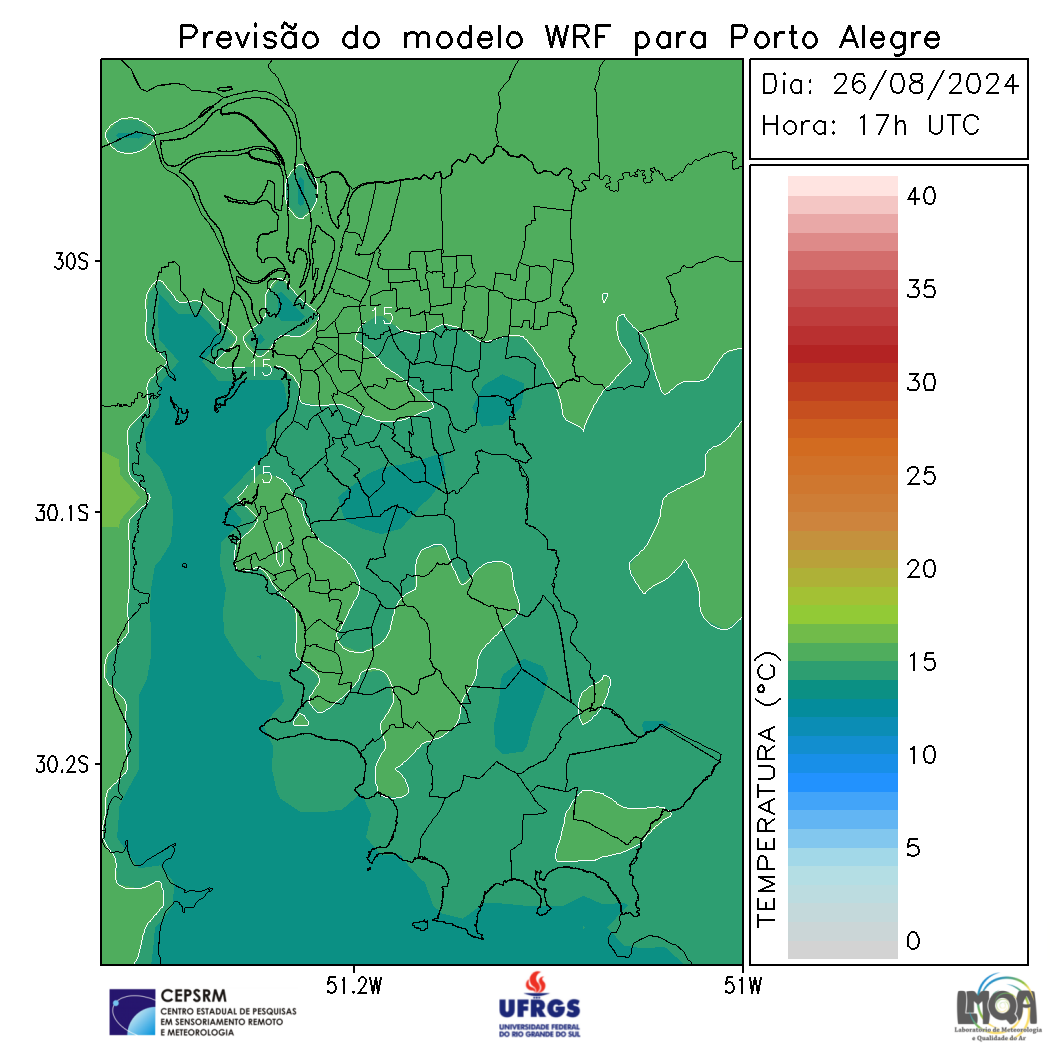 Previsão do modelo WRF para Porto Alegre
Dia: 26/08/2024
Hora: 17h UTC
40
35
30
25
20
15
10
5
0
TEMPERATURA (°C)
30S
30.1S
30.2S
51.2W
51W
15
15
15
0
CEPSRM
CENTRO ESTADUAL DE PESQUISAS
EM SENSORIAMENTO REMOTO
E METEOROLOGIA
UFRGS
UNIVERSIDADE FEDERAL
DO RIO GRANDE DO SUL
LMQA
Laboratório de Meteorologia
e Qualidade do Ar